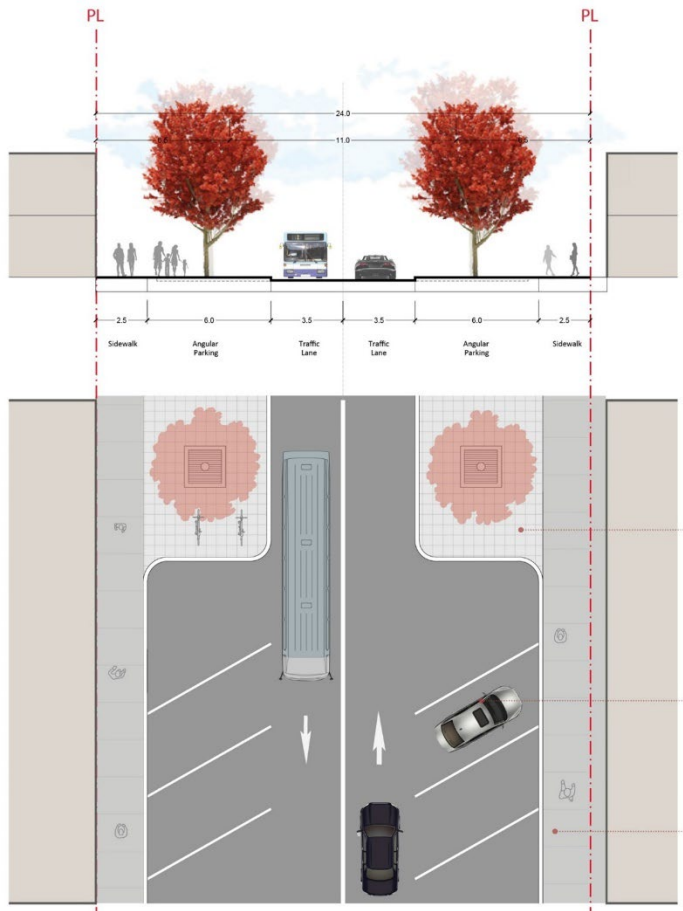 PL PL
24.0
11.0
2.5 6.0 3.5 3.5 6.0 2.5
Sidewalk Angular Parking Traffic Lane Traffic Lane Angular Parking Sidewalk